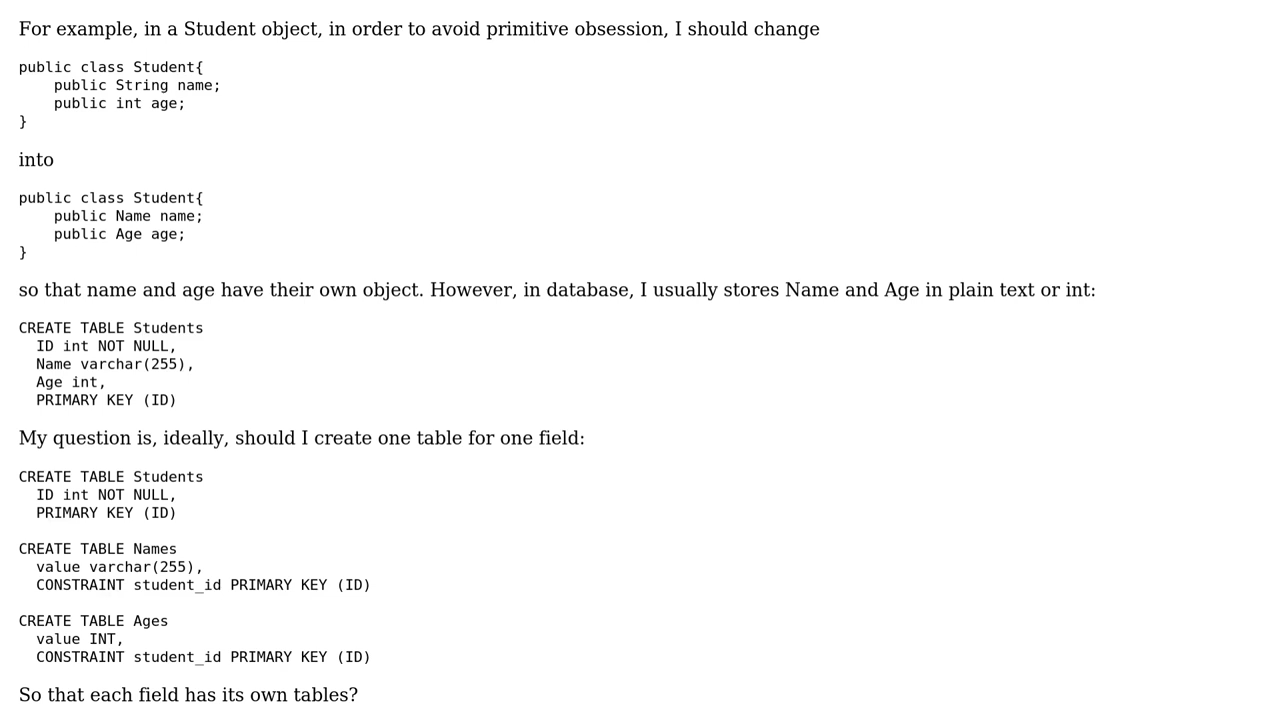 For example, in a Student object, in order to avoid primitive obsession, I should change
public class Student{
    public String name;
    public int age;
}
into
public class Student{
    public Name name;
    public Age age;
}
so that name and age have their own object. However, in database, I usually stores Name and Age in plain text or int:
CREATE TABLE Students
  ID int NOT NULL,
  Name varchar(255),
  Age int,
  PRIMARY KEY (ID)
My question is, ideally, should I create one table for one field:
CREATE TABLE Students
  ID int NOT NULL,
  PRIMARY KEY (ID)
CREATE TABLE Names
  value varchar(255),
  CONSTRAINT student_id PRIMARY KEY (ID)
CREATE TABLE Ages
  value INT,
  CONSTRAINT student_id PRIMARY KEY (ID)
So that each field has its own tables?